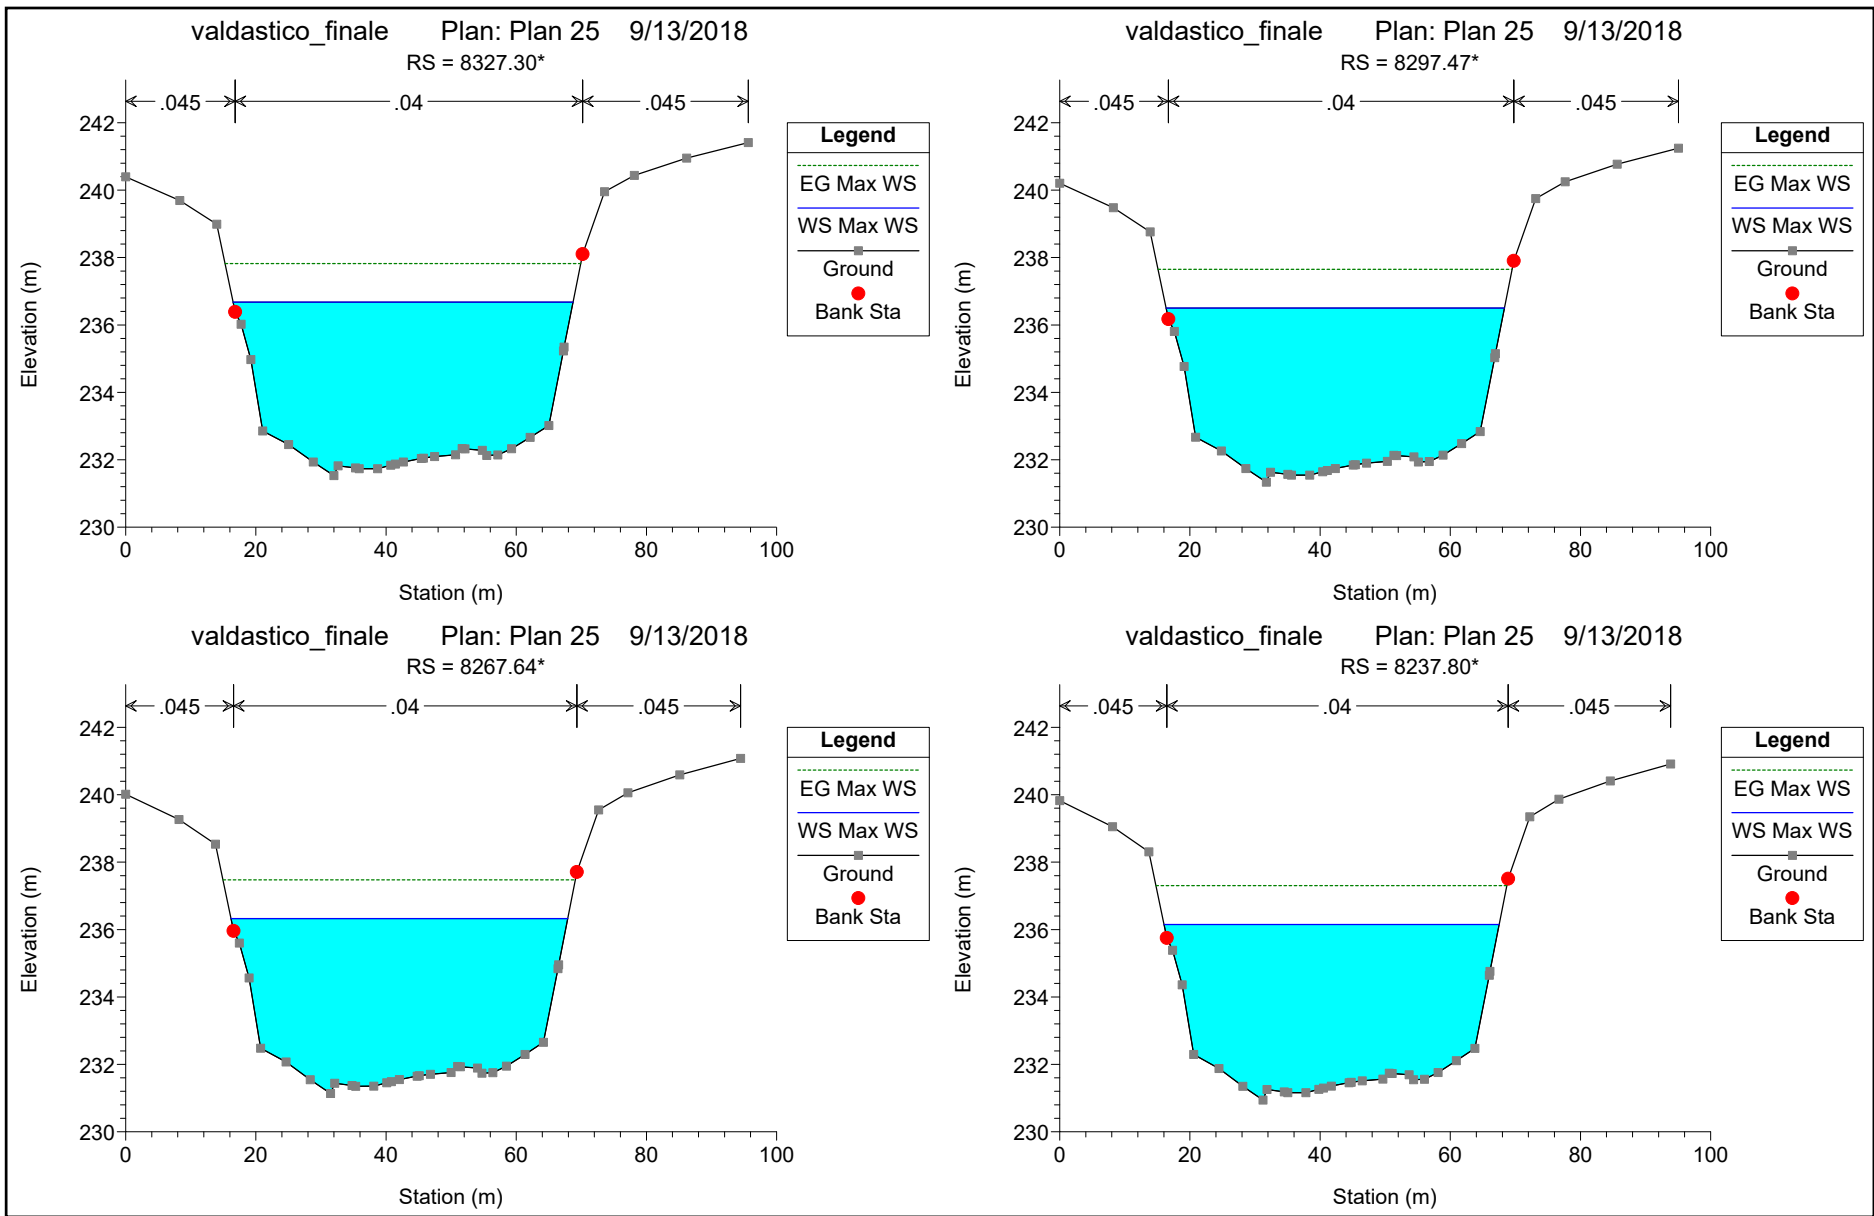 valdastico_finale Plan: Plan 25 9/13/2018
RS = 8327.30*
.045 .04 .045
242
240
238
236
234
232
230
0 20 40 60 80 100
Elevation (m)
Station (m)
Legend
EG Max WS
WS Max WS
Ground
Bank Sta
valdastico_finale Plan: Plan 25 9/13/2018
RS = 8297.47*
.045 .04 .045
242
240
238
236
234
232
230
0 20 40 60 80 100
Elevation (m)
Station (m)
Legend
EG Max WS
WS Max WS
Ground
Bank Sta
valdastico_finale Plan: Plan 25 9/13/2018
RS = 8267.64*
.045 .04 .045
242
240
238
236
234
232
230
0 20 40 60 80 100
Elevation (m)
Station (m)
Legend
EG Max WS
WS Max WS
Ground
Bank Sta
valdastico_finale Plan: Plan 25 9/13/2018
RS = 8237.80*
.045 .04 .045
242
240
238
236
234
232
230
0 20 40 60 80 100
Elevation (m)
Station (m)
Legend
EG Max WS
WS Max WS
Ground
Bank Sta